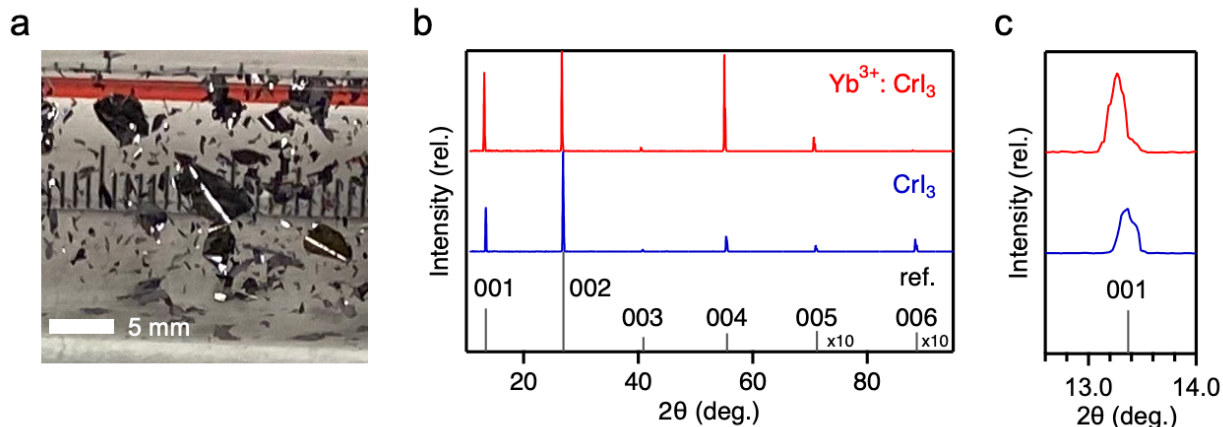 a
5 mm
b
Intensity (rel.)
Yb³⁺: CrI₃
CrI₃
ref.
001
002
003
004
005
x10
006
x10
20
40
60
80
2θ (deg.)
c
Intensity (rel.)
001
13.0
14.0
2θ (deg.)